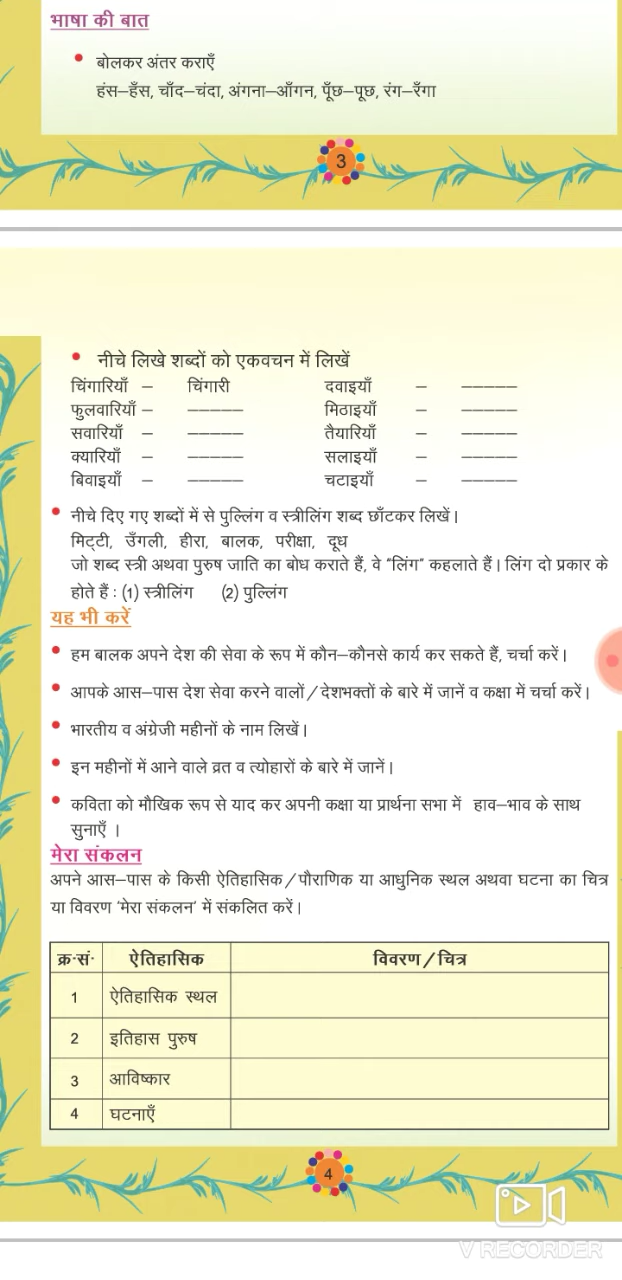 भाषा की बात
बोलकर अंतर कराएँ
हंस–हँस, चाँद–चंदा, अंगना–आँगन, पूँछ–पूछ, रंग–रँगा
3
नीचे लिखे शब्दों को एकवचन में लिखें
चिंगारियाँ – चिंगारी दवाइयाँ – –––––
फुलवारियाँ – ––––– मिठाइयाँ – –––––
सवारियाँ – ––––– तैयारियाँ – –––––
क्यारियाँ – ––––– सलाइयाँ – –––––
बिवाइयाँ – ––––– चटाइयाँ – –––––
नीचे दिए गए शब्दों में से पुल्लिंग व स्त्रीलिंग शब्द छाँटकर लिखें।
मिट्टी, उँगली, हीरा, बालक, परीक्षा, दूध
जो शब्द स्त्री अथवा पुरुष जाति का बोध कराते हैं, वे "लिंग" कहलाते हैं। लिंग दो प्रकार के
होते हैं : (1) स्त्रीलिंग (2) पुल्लिंग
यह भी करें
हम बालक अपने देश की सेवा के रूप में कौन–कौनसे कार्य कर सकते हैं, चर्चा करें।
आपके आस–पास देश सेवा करने वालों/देशभक्तों के बारे में जानें व कक्षा में चर्चा करें।
भारतीय व अंग्रेजी महीनों के नाम लिखें।
इन महीनों में आने वाले व्रत व त्योहारों के बारे में जानें।
कविता को मौखिक रूप से याद कर अपनी कक्षा या प्रार्थना सभा में हाव–भाव के साथ
सुनाएँ ।
मेरा संकलन
अपने आस–पास के किसी ऐतिहासिक/पौराणिक या आधुनिक स्थल अथवा घटना का चित्र
या विवरण 'मेरा संकलन' में संकलित करें।
क्र·सं· ऐतिहासिक विवरण/चित्र
1 ऐतिहासिक स्थल
2 इतिहास पुरुष
3 आविष्कार
4 घटनाएँ
4
V RECORDER